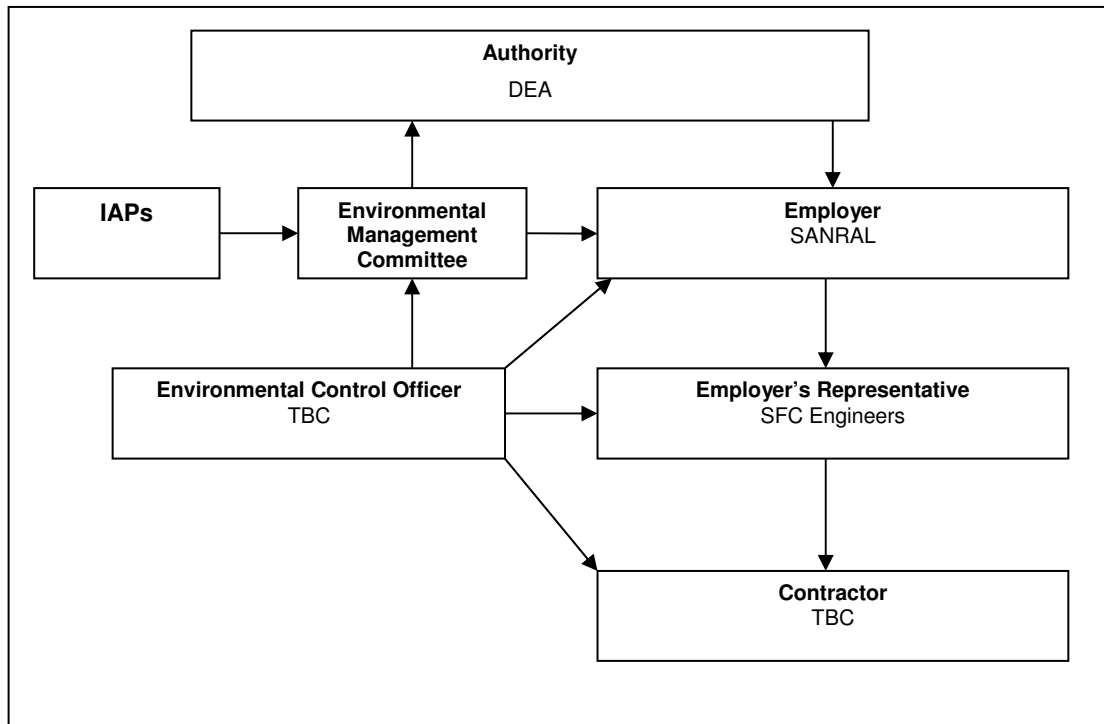 Authority
DEA
IAPs
Environmental
Management
Committee
Employer
SANRAL
Environmental Control Officer
TBC
Employer's Representative
SFC Engineers
Contractor
TBC